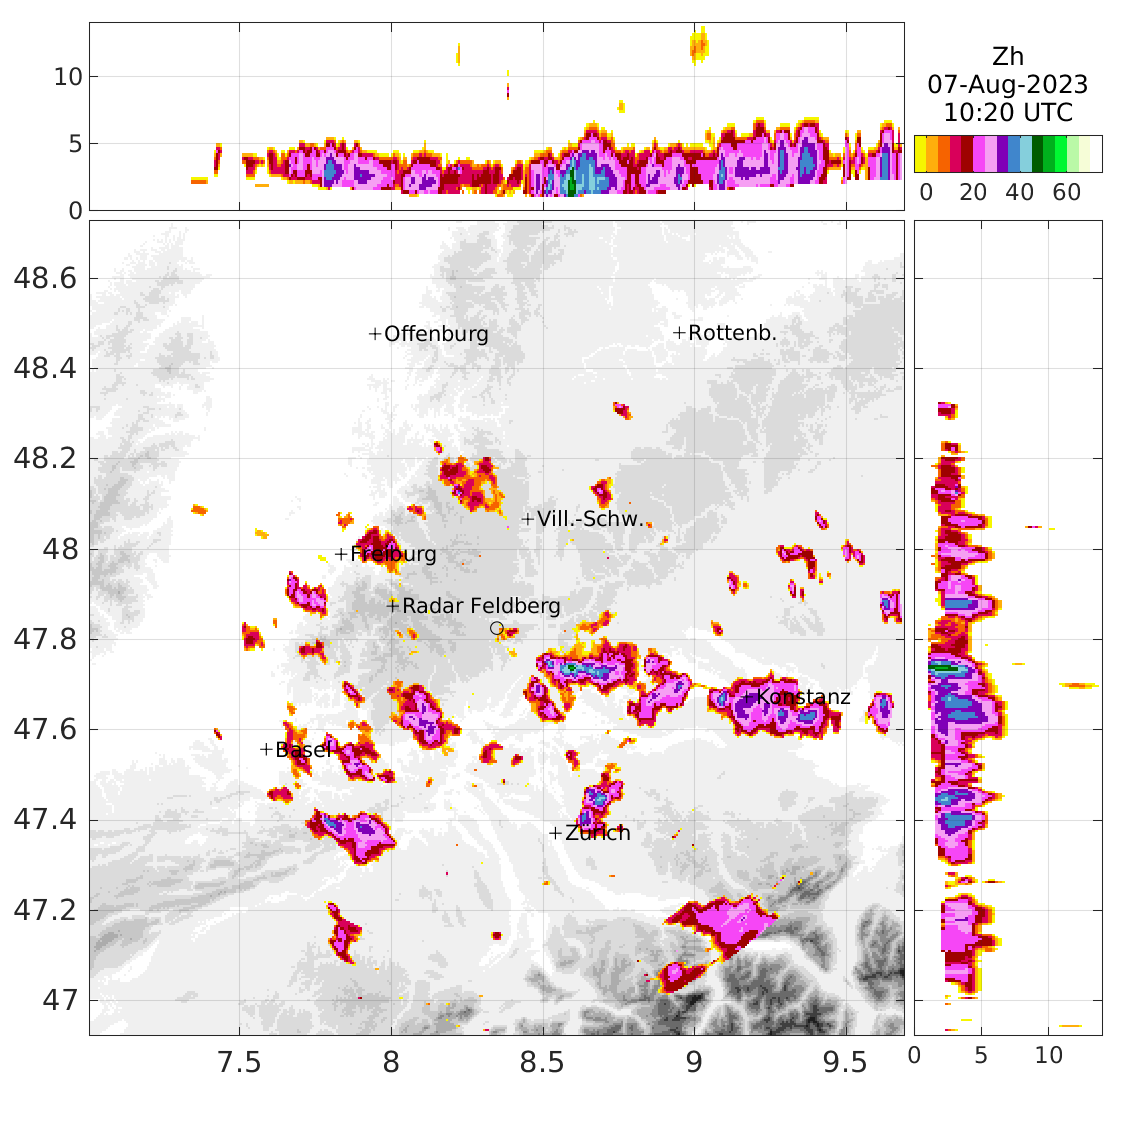 10
5
0
Zh
07-Aug-2023
10:20 UTC
0 20 40 60
48.6
48.4
48.2
48
47.8
47.6
47.4
47.2
47
+Offenburg
+Rottenb.
+Vill.-Schw.
+Freiburg
+Radar Feldberg
+Konstanz
+Basel
+Zurich
7.5 8 8.5 9 9.5
0 5 10